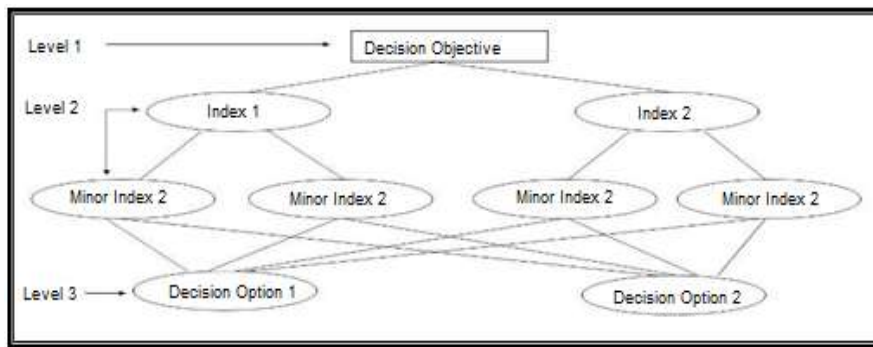 Level 1
Decision Objective
Level 2
Index 1
Index 2
Minor Index 2
Minor Index 2
Minor Index 2
Minor Index 2
Level 3
Decision Option 1
Decision Option 2